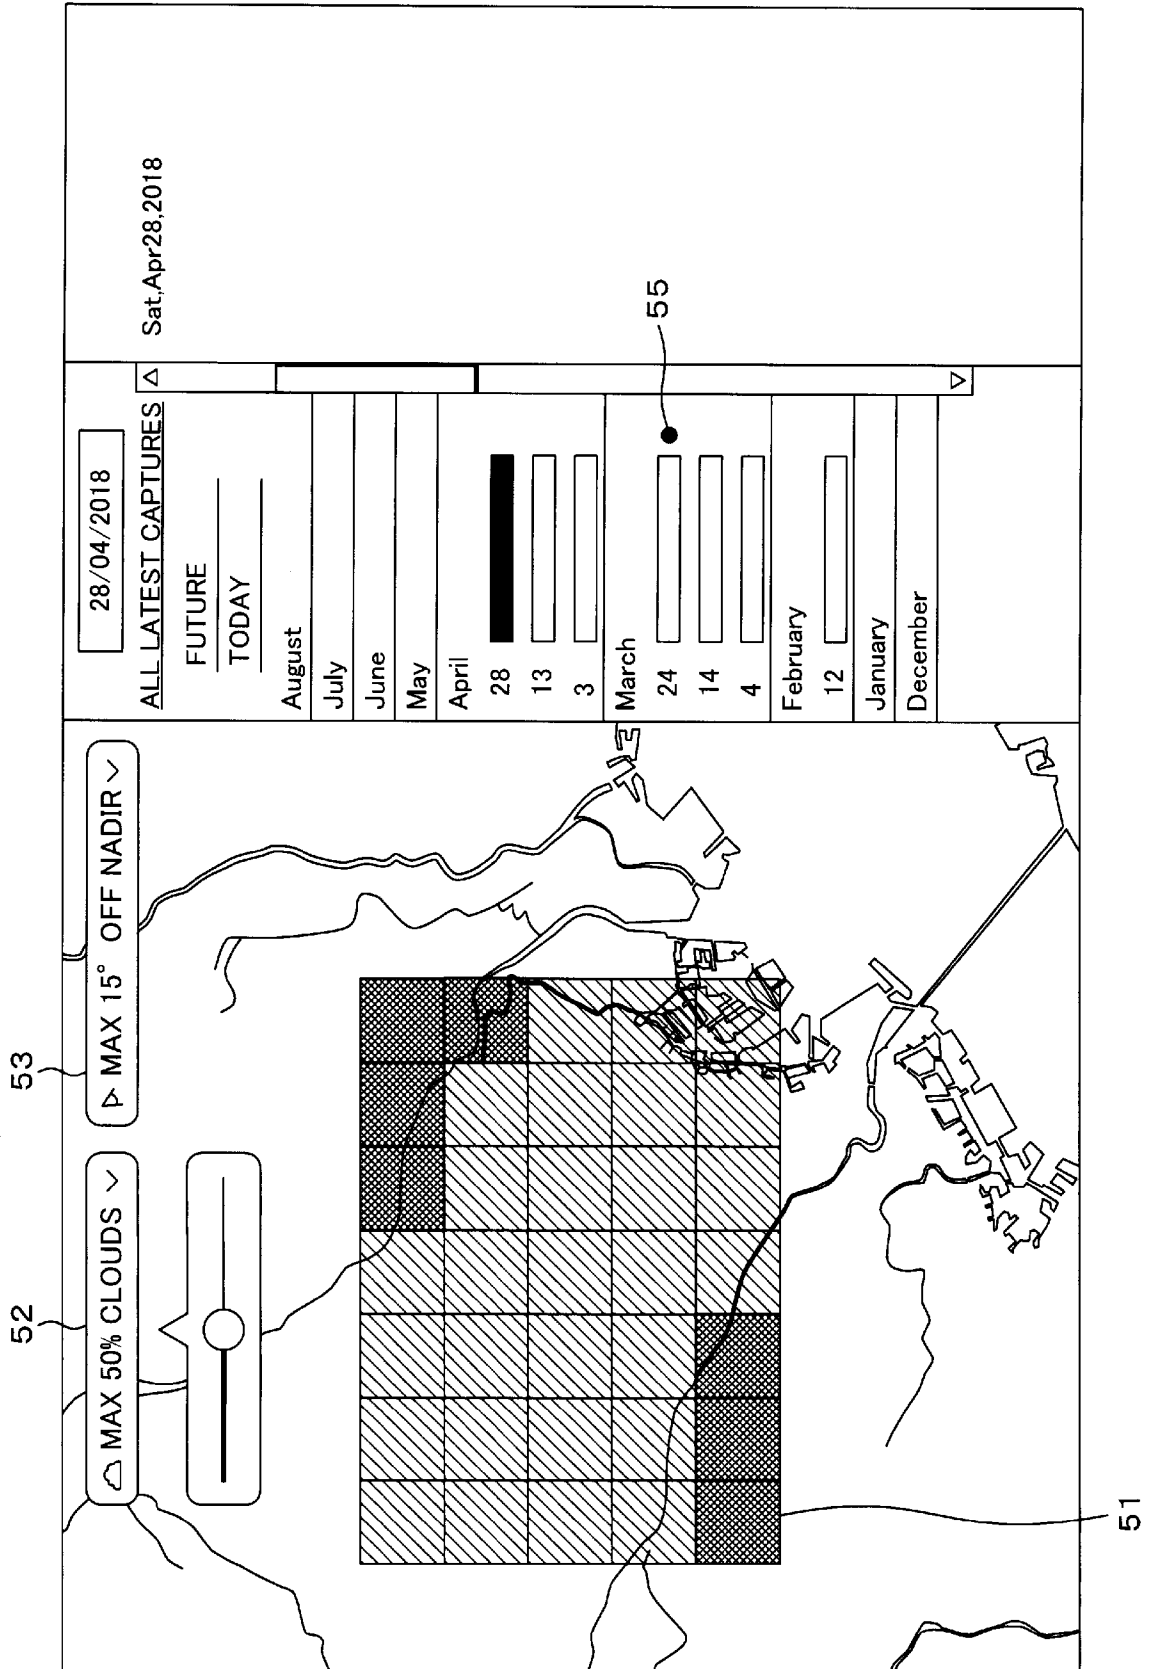 52
53
MAX 50% CLOUDS
MAX 15° OFF NADIR
28/04/2018
ALL LATEST CAPTURES
Sat,Apr28,2018
FUTURE
TODAY
August
July
June
May
April
28
13
3
March
24
55
14
4
February
12
January
December
51